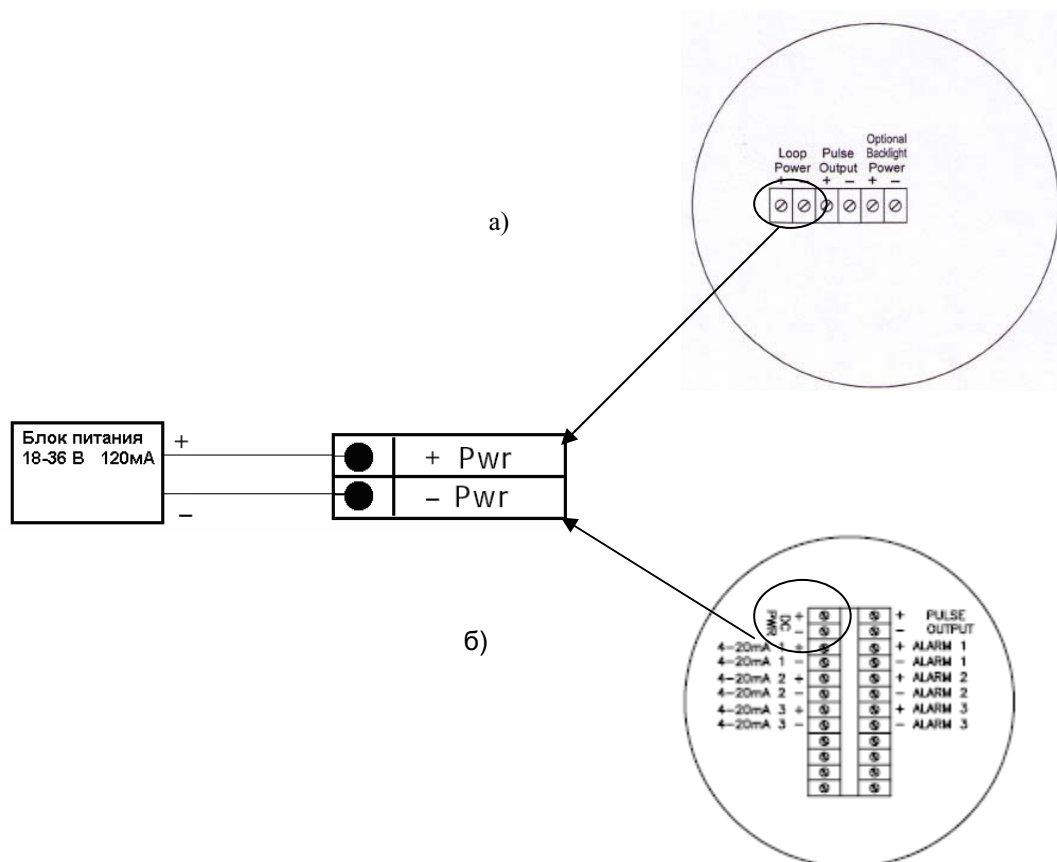 Optional
Loop Pulse Backlight
Power Output Power
+ − + − + −
а)
Блок питания
18-36 В 120мА
+
−
+ Pwr
− Pwr
б)
DC PWR + + PULSE
− − OUTPUT
4−20mA 1 + + ALARM 1
4−20mA 1 − − ALARM 1
4−20mA 2 + + ALARM 2
4−20mA 2 − − ALARM 2
4−20mA 3 + + ALARM 3
4−20mA 3 − − ALARM 3